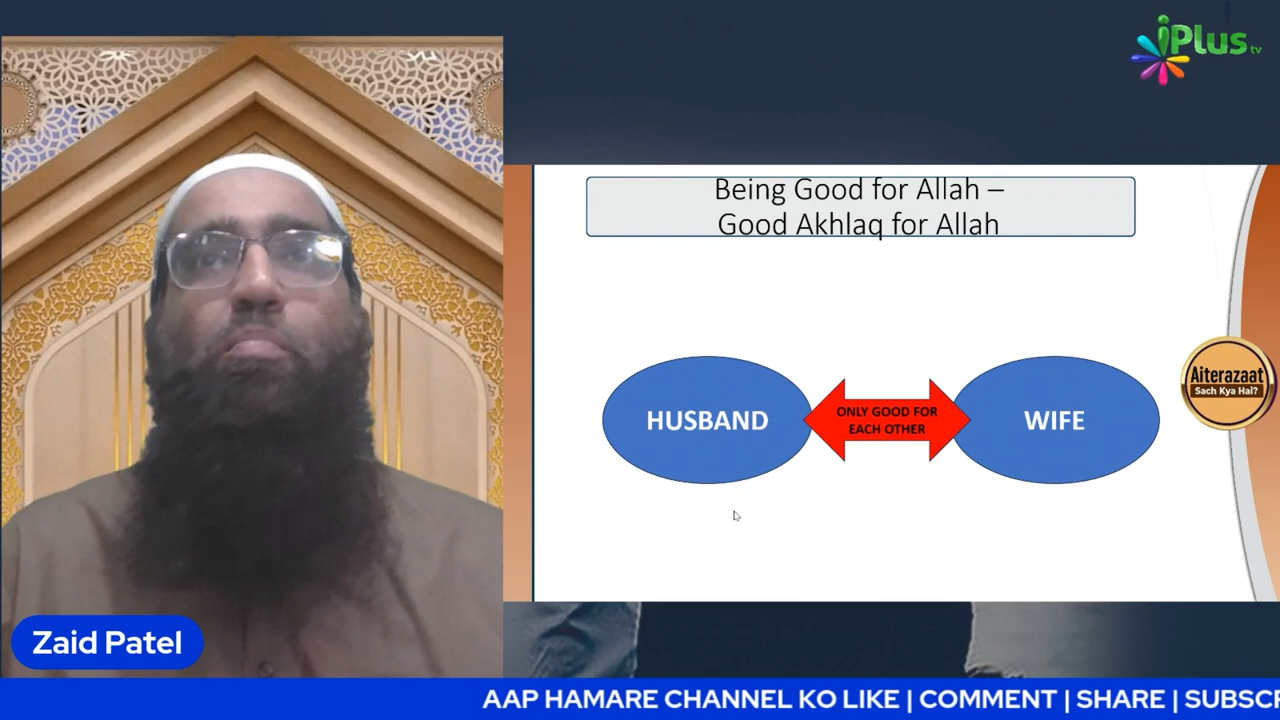 iPlus tv
Being Good for Allah –
Good Akhlaq for Allah
HUSBAND
ONLY GOOD FOR
EACH OTHER
WIFE
Aiterazaat
Sach Kya Hai?
Zaid Patel
AAP HAMARE CHANNEL KO LIKE | COMMENT | SHARE | SUBSC